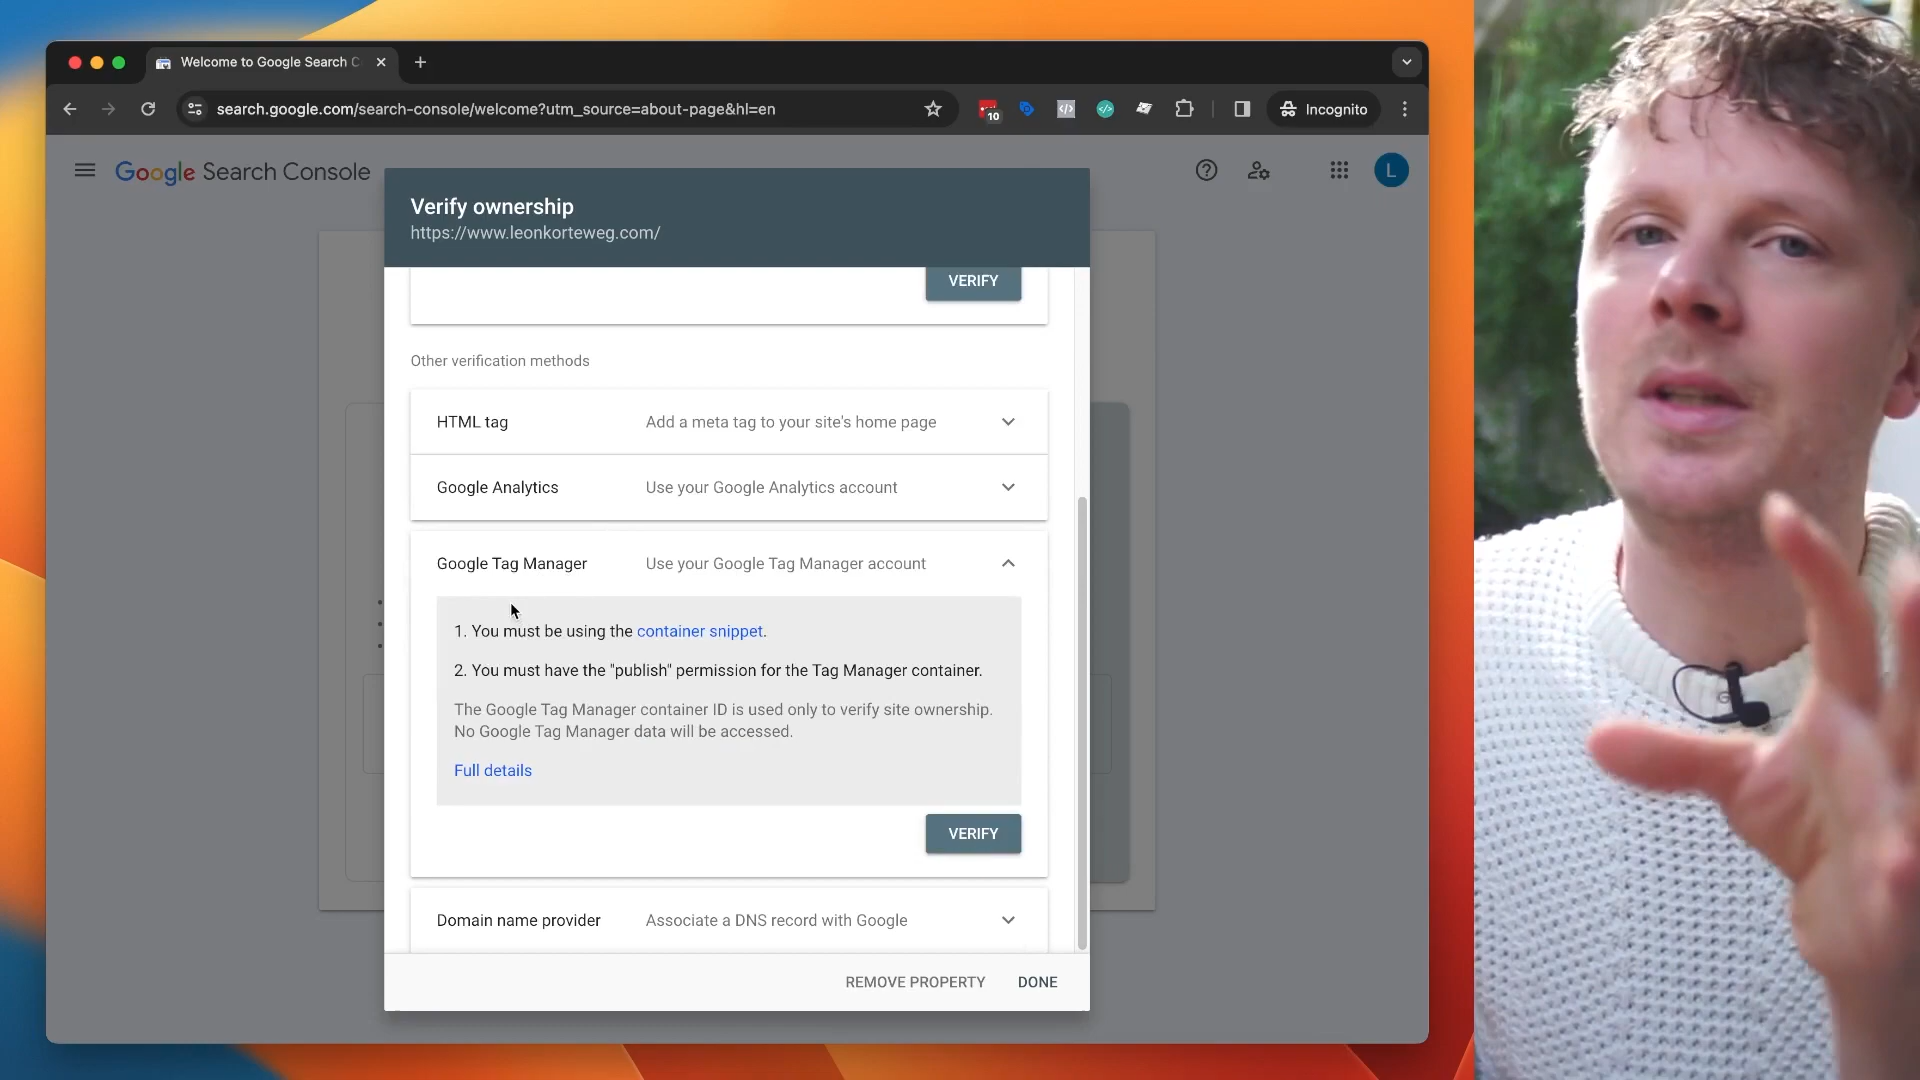 Welcome to Google Search C
search.google.com/search-console/welcome?utm_source=about-page&hl=en
10
Incognito
Google Search Console
L
Verify ownership
https://www.leonkorteweg.com/
VERIFY
Other verification methods
HTML tag Add a meta tag to your site's home page
Google Analytics Use your Google Analytics account
Google Tag Manager Use your Google Tag Manager account
1. You must be using the container snippet.
2. You must have the "publish" permission for the Tag Manager container.
The Google Tag Manager container ID is used only to verify site ownership.
No Google Tag Manager data will be accessed.
Full details
VERIFY
Domain name provider Associate a DNS record with Google
REMOVE PROPERTY DONE